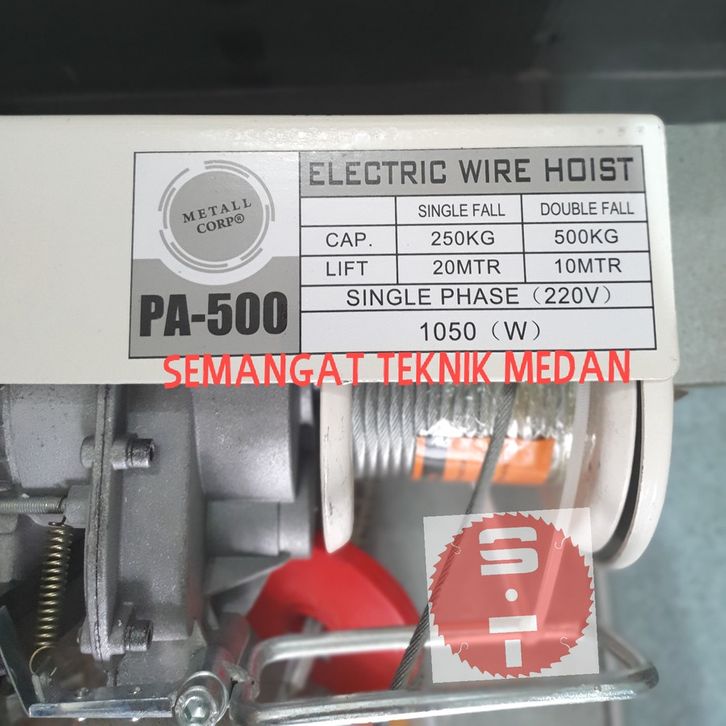 METALL
CORP®
PA-500
ELECTRIC WIRE HOIST
SINGLE FALL DOUBLE FALL
CAP. 250KG 500KG
LIFT 20MTR 10MTR
SINGLE PHASE (220V)
1050 (W)
SEMANGAT TEKNIK MEDAN
S.T